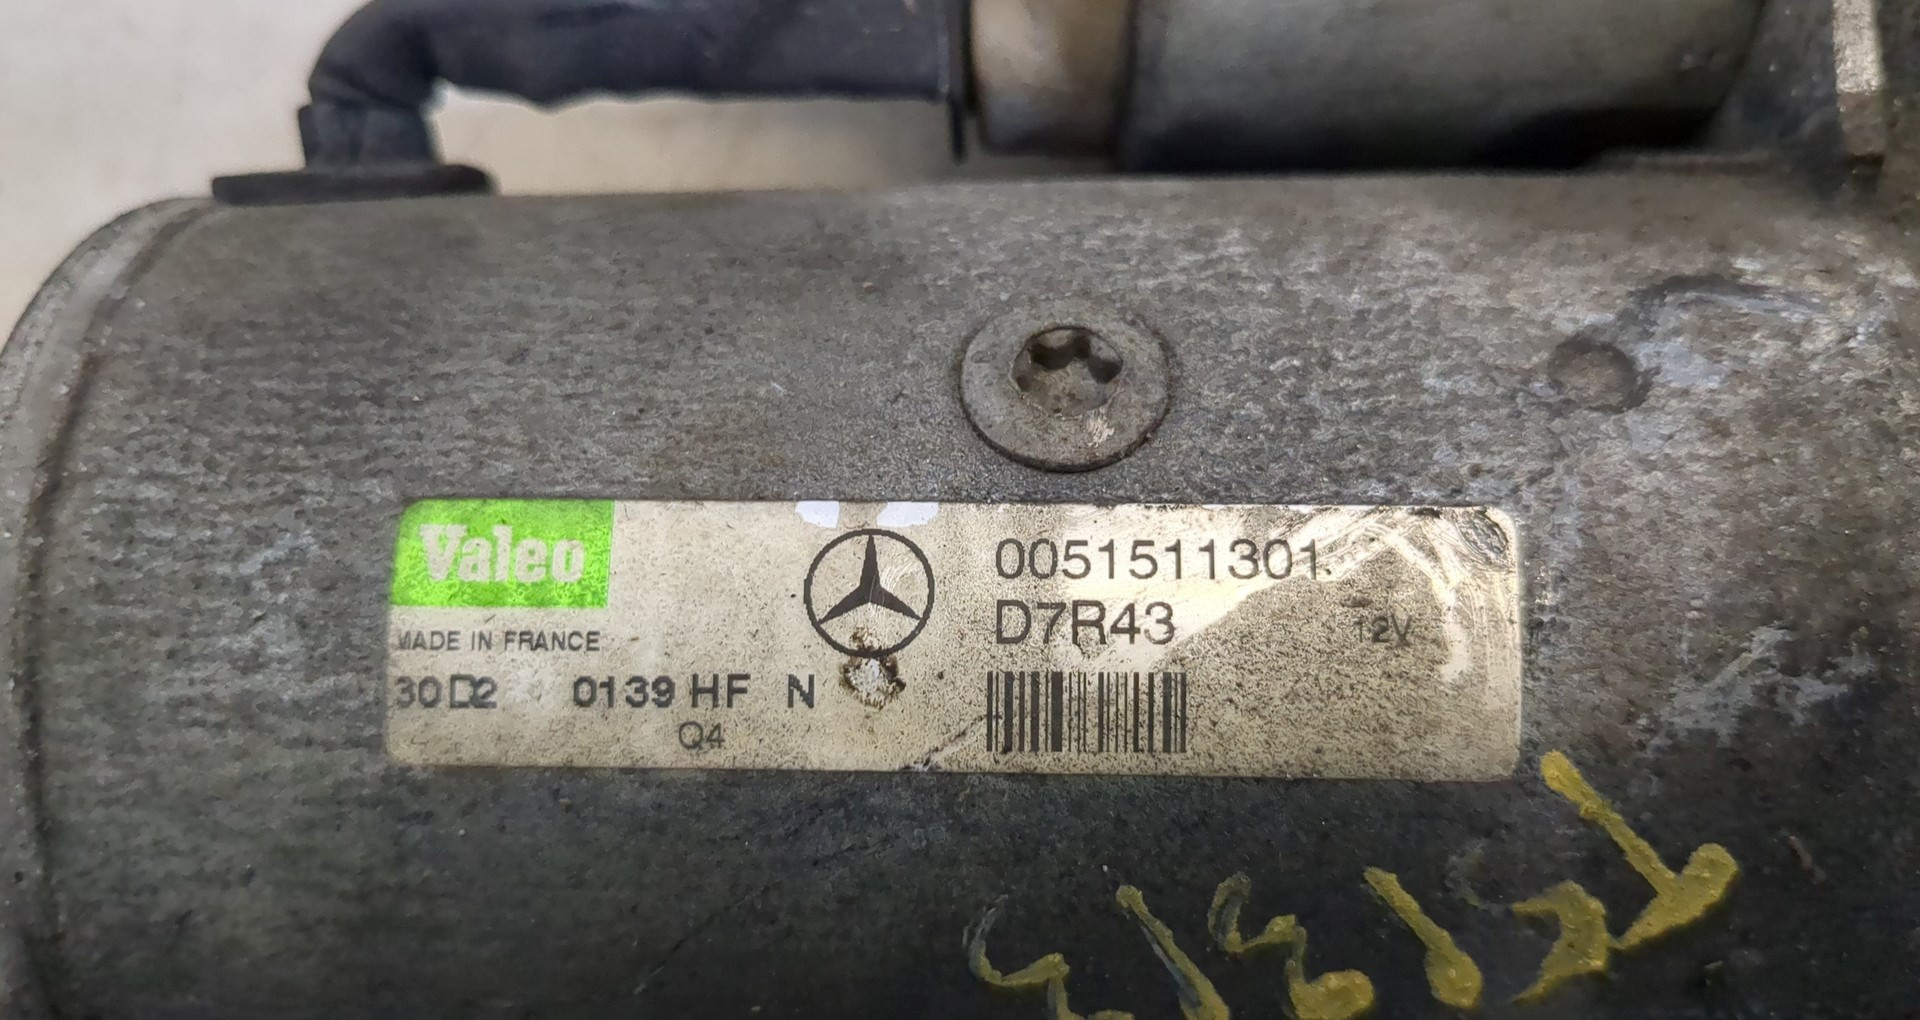 Valeo
0051511301
D7R43 12V
MADE IN FRANCE
30D2 0139 HF N
Q4